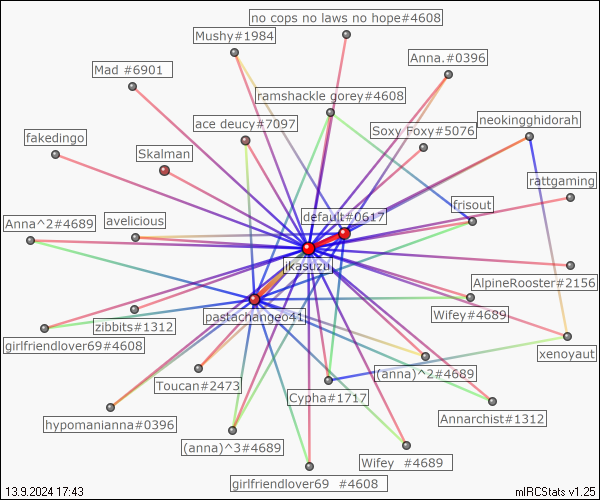 no cops no laws no hope#4608
Mushy#1984
Anna.#0396
Mad #6901
ramshackle gorey#4608
neokingghidorah
ace deucy#7097
Soxy Foxy#5076
fakedingo
Skalman
rattgaming
frisout
default#0617
Anna^2#4689
avelicious
ikasuzu
AlpineRooster#2156
pastachangeo41
Wifey#4689
zibbits#1312
girlfriendlover69#4608
xenoyaut
(anna)^2#4689
Toucan#2473
Cypha#1717
Annarchist#1312
hypomanianna#0396
(anna)^3#4689
Wifey  #4689
girlfriendlover69  #4608
13.9.2024 17:43
mIRCStats v1.25